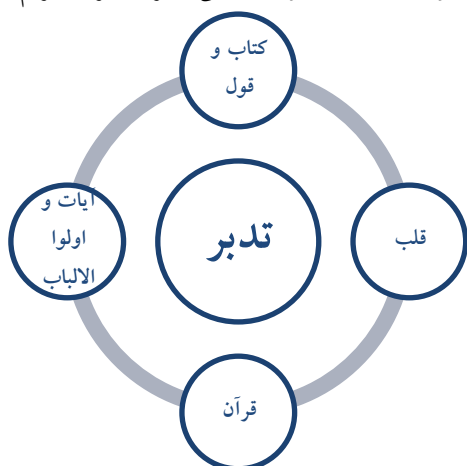 کتاب و
قول
آیات و
اولوا
الالباب
تدبر
قلب
قرآن